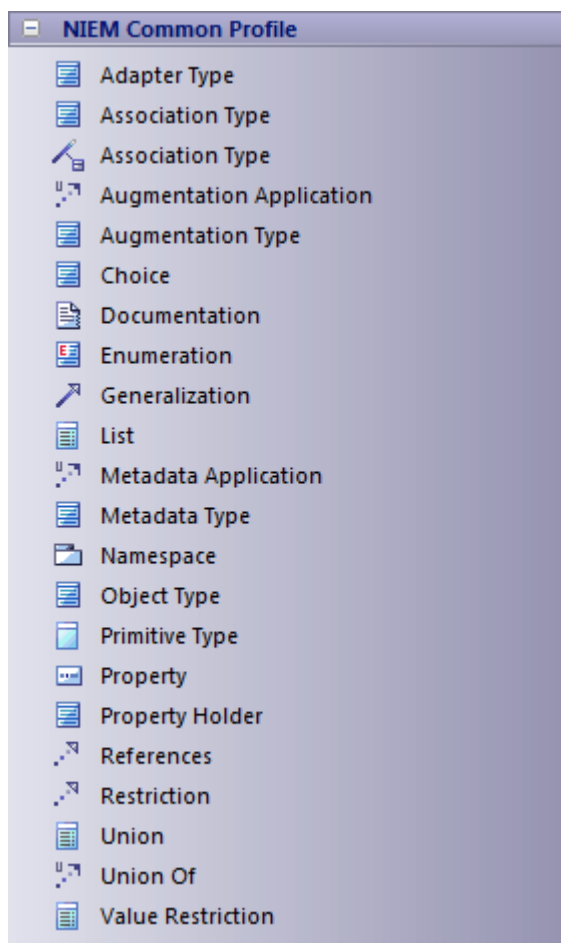 NIEM Common Profile
Adapter Type
Association Type
Association Type
Augmentation Application
Augmentation Type
Choice
Documentation
Enumeration
Generalization
List
Metadata Application
Metadata Type
Namespace
Object Type
Primitive Type
Property
Property Holder
References
Restriction
Union
Union Of
Value Restriction